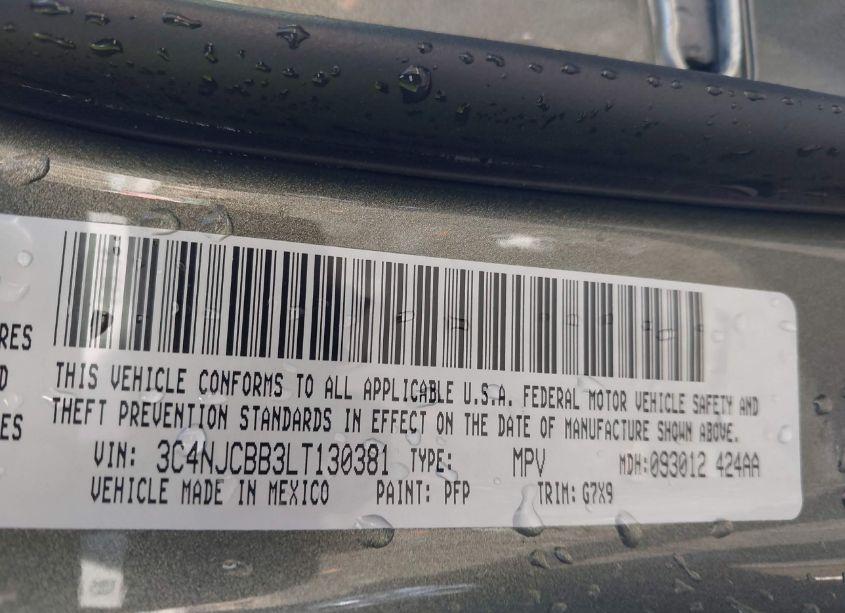 RES
D
ES
THIS VEHICLE CONFORMS TO ALL APPLICABLE U.S.A. FEDERAL MOTOR VEHICLE SAFETY AND
THEFT PREVENTION STANDARDS IN EFFECT ON THE DATE OF MANUFACTURE SHOWN ABOVE.
VIN: 3C4NJCBB3LT130381 TYPE: MPV MDH:093012 424AA
VEHICLE MADE IN MEXICO PAINT: PFP TRIM: G7X9